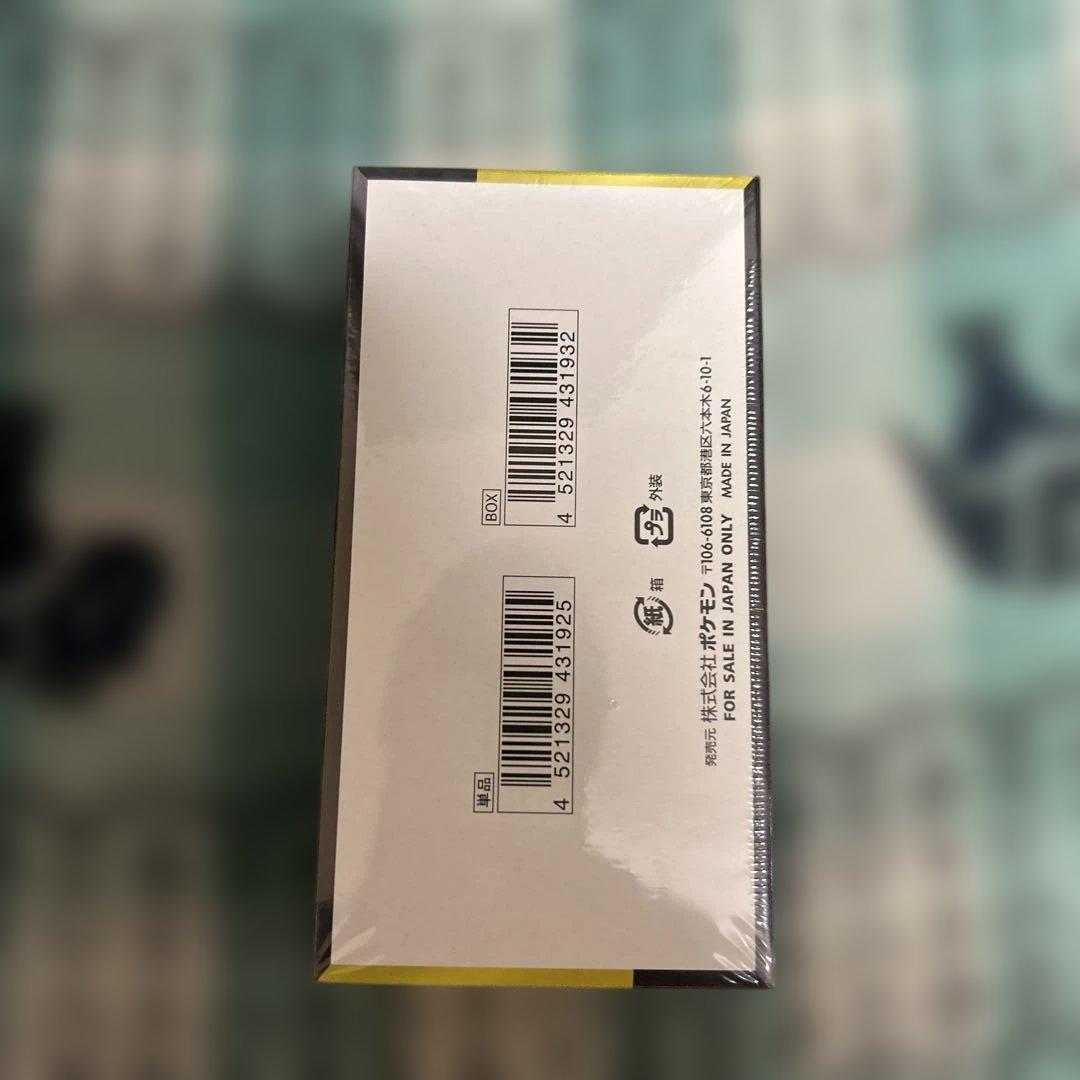 単品
4 521329 431925
BOX
4 521329 431932
紙 箱 プラ 外装
発売元 株式会社ポケモン 〒106-6108 東京都港区六本木6-10-1
FOR SALE IN JAPAN ONLY MADE IN JAPAN